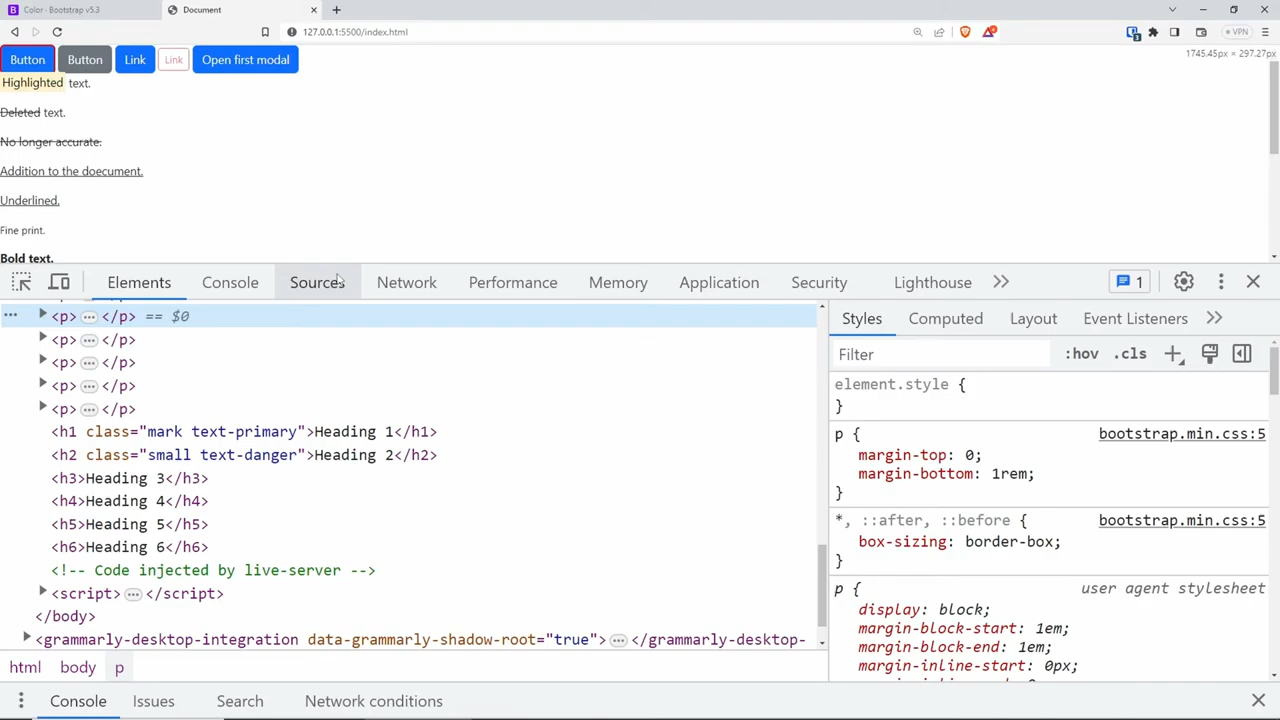 Color · Bootstrap v5.3
Document
127.0.0.1:5500/index.html
VPN
Button
Button
Link
Link
Open first modal
1745.45px × 297.27px
Highlighted text.
Deleted text.
No longer accurate.
Addition to the doecument.
Underlined.
Fine print.
Bold text.
Elements
Console
Sources
Network
Performance
Memory
Application
Security
Lighthouse
1
<p> … </p> == $0
<p> … </p>
<p> … </p>
<p> … </p>
<p> … </p>
<h1 class="mark text-primary">Heading 1</h1>
<h2 class="small text-danger">Heading 2</h2>
<h3>Heading 3</h3>
<h4>Heading 4</h4>
<h5>Heading 5</h5>
<h6>Heading 6</h6>
<!-- Code injected by live-server -->
<script> … </script>
</body>
<grammarly-desktop-integration data-grammarly-shadow-root="true"> … </grammarly-desktop-
html body p
Styles
Computed
Layout
Event Listeners
Filter
:hov .cls
element.style {
}
p {
bootstrap.min.css:5
margin-top: 0;
margin-bottom: 1rem;
}
*, ::after, ::before {
bootstrap.min.css:5
box-sizing: border-box;
}
p {
user agent stylesheet
display: block;
margin-block-start: 1em;
margin-block-end: 1em;
margin-inline-start: 0px;
Console
Issues
Search
Network conditions